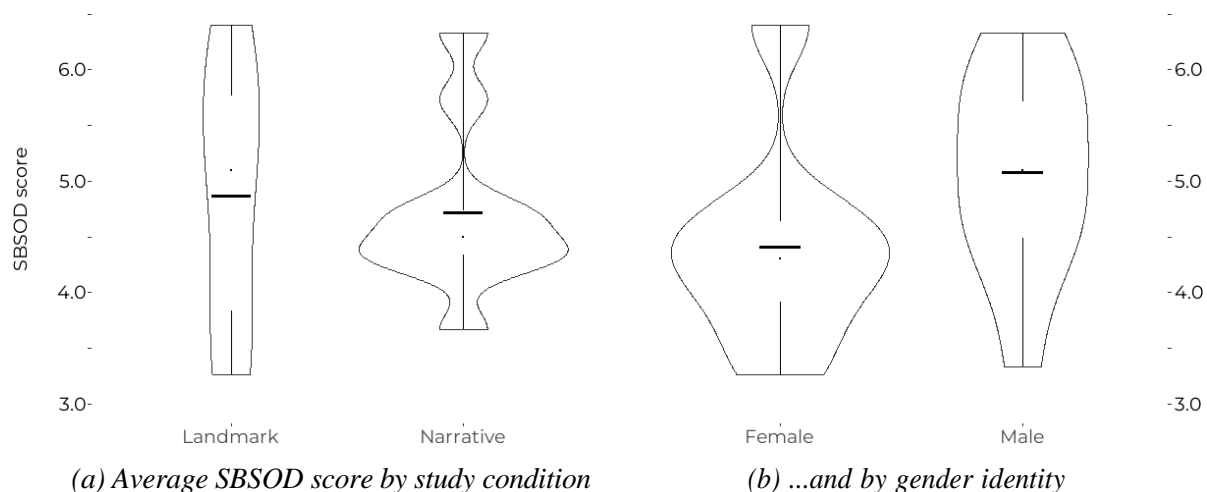 SBSOD score
6.0
5.0
4.0
3.0
Landmark
Narrative
Female
Male
6.0
5.0
4.0
3.0
(a) Average SBSOD score by study condition
(b) ...and by gender identity